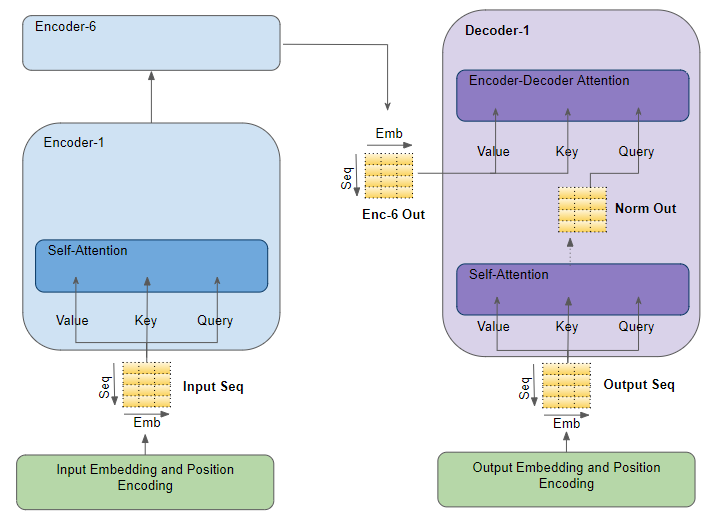 Encoder-6
Encoder-1
Self-Attention
Value
Key
Query
Seq
Input Seq
Emb
Input Embedding and Position
Encoding
Emb
Seq
Enc-6 Out
Decoder-1
Encoder-Decoder Attention
Value
Key
Query
Norm Out
Self-Attention
Value
Key
Query
Seq
Output Seq
Emb
Output Embedding and Position
Encoding